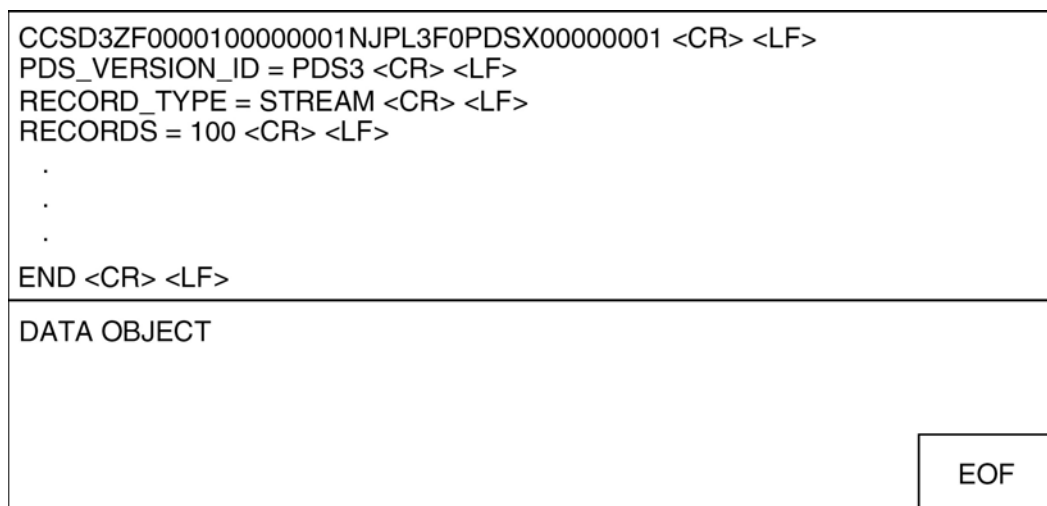 CCSD3ZF0000100000001NJPL3F0PDSX00000001 <CR> <LF>
PDS_VERSION_ID = PDS3 <CR> <LF>
RECORD_TYPE = STREAM <CR> <LF>
RECORDS = 100 <CR> <LF>
.
.
.
END <CR> <LF>
DATA OBJECT
EOF